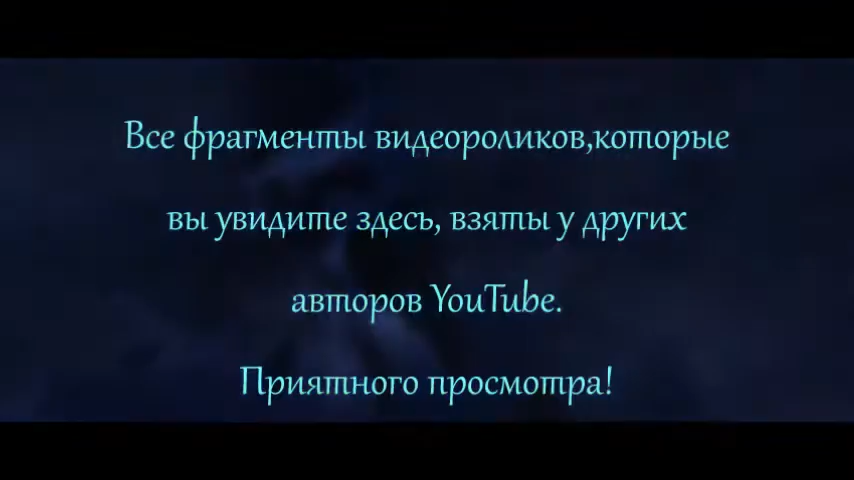 Все фрагменты видеороликов,которые
вы увидите здесь, взяты у других
авторов YouTube.
Приятного просмотра!